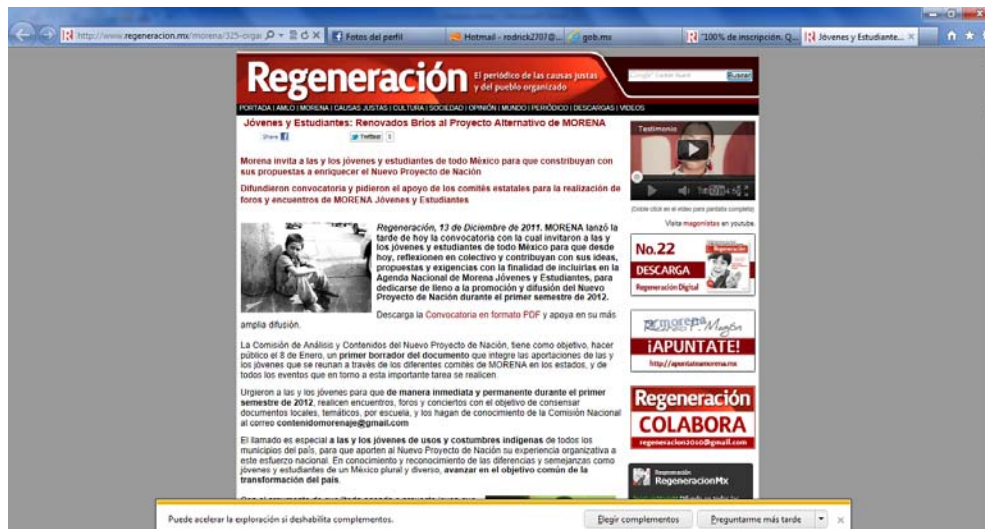 http://www.regeneracion.mx/morena/325-organ
Fotos del perfil
Hotmail - rodrick2707@...
gob.mx
"100% de inscripción. Q...
Jóvenes y Estudiante...
Regeneración
El periódico de las causas justas
y del pueblo organizado
Buscar
PORTADA | AMLO | MORENA | CAUSAS JUSTAS | CULTURA | SOCIEDAD | OPINIÓN | MUNDO | PERIÓDICO | DESCARGAS | VIDEOS
Jóvenes y Estudiantes: Renovados Bríos al Proyecto Alternativo de MORENA
Share
Twittear
Morena invita a las y los jóvenes y estudiantes de todo México para que constribuyan con
sus propuestas a enriquecer el Nuevo Proyecto de Nación
Difundieron convocatoria y pidieron el apoyo de los comités estatales para la realización de
foros y encuentros de MORENA Jóvenes y Estudiantes
Regeneración, 13 de Diciembre de 2011. MORENA lanzó la
tarde de hoy la convocatoria con la cual invitaron a las y
los jóvenes y estudiantes de todo México para que desde
hoy, reflexionen en colectivo y contribuyan con sus ideas,
propuestas y exigencias con la finalidad de incluirlas en la
Agenda Nacional de Morena Jóvenes y Estudiantes, para
dedicarse de lleno a la promoción y difusión del Nuevo
Proyecto de Nación durante el primer semestre de 2012.
Descarga la Convocatoria en formato PDF y apoya en su más
amplia difusión.
La Comisión de Análisis y Contenidos del Nuevo Proyecto de Nación, tiene como objetivo, hacer
público el 8 de Enero, un primer borrador del documento que integre las aportaciones de las y
los jóvenes que se reunan a través de los diferentes comités de MORENA en los estados, y de
todos los eventos que en torno a esta importante tarea se realicen.
Urgieron a las y los jóvenes para que de manera inmediata y permanente durante el primer
semestre de 2012, realicen encuentros, foros y conciertos con el objetivo de consensar
documentos locales, temáticos, por escuela, y los hagan de conocimiento de la Comisión Nacional
al correo contenidomorenaje@gmail.com
El llamado es especial a las y los jóvenes de usos y costumbres indígenas de todos los
municipios del país, para que aporten al Nuevo Proyecto de Nación su experiencia organizativa a
este esfuerzo nacional. En conocimiento y reconocimiento de las diferencias y semejanzas como
jóvenes y estudiantes de un México plural y diverso, avanzar en el objetivo común de la
transformación del país.
Testimonio
(Doble click en el video para pantalla completa)
Visita magonistas en youtube.
No.22
DESCARGA
Regeneración Digital
morena
¡APUNTATE!
http://apuntateamorena.mx
Regeneración
COLABORA
regeneracion2010@gmail.com
Regeneración
RegeneracionMx
Puede acelerar la exploración si deshabilita complementos.
Elegir complementos
Preguntarme más tarde